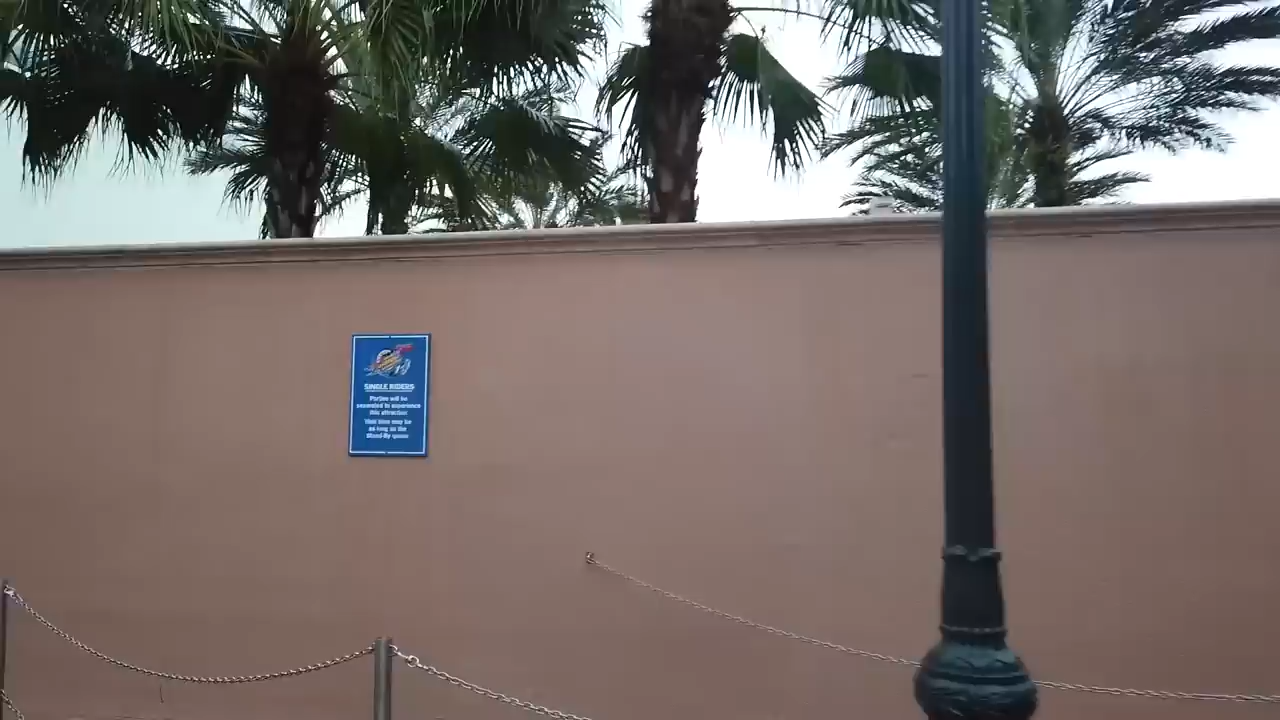 SINGLE RIDERS
Parties will be
separated to experience
this attraction
Wait time may be
as long as the
Stand-By queue